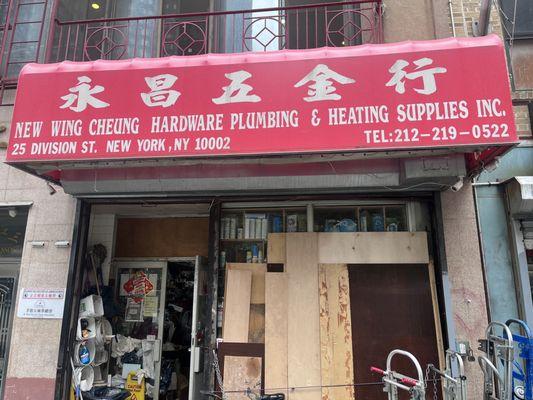 永昌五金行
NEW WING CHEUNG HARDWARE PLUMBING & HEATING SUPPLIES INC.
25 DIVISION ST. NEW YORK, NY 10002
TEL:212-219-0522